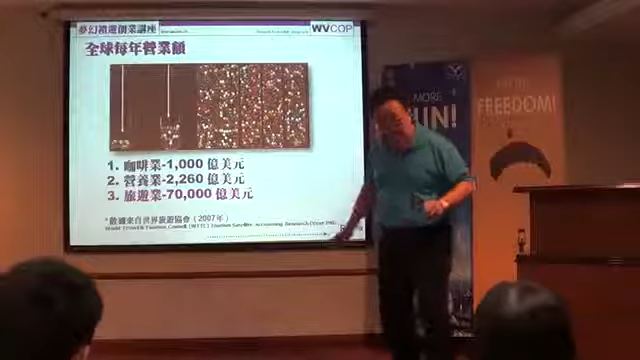 夢幻禮遊創業講座
WVCOP
全球每年營業額
1. 咖啡業-1,000 億美元
2. 營養業-2,260 億美元
3. 旅遊業-70,000 億美元
*數據來自世界旅遊協會（2007年）
MORE
UN!
MORE
FREEDOM!